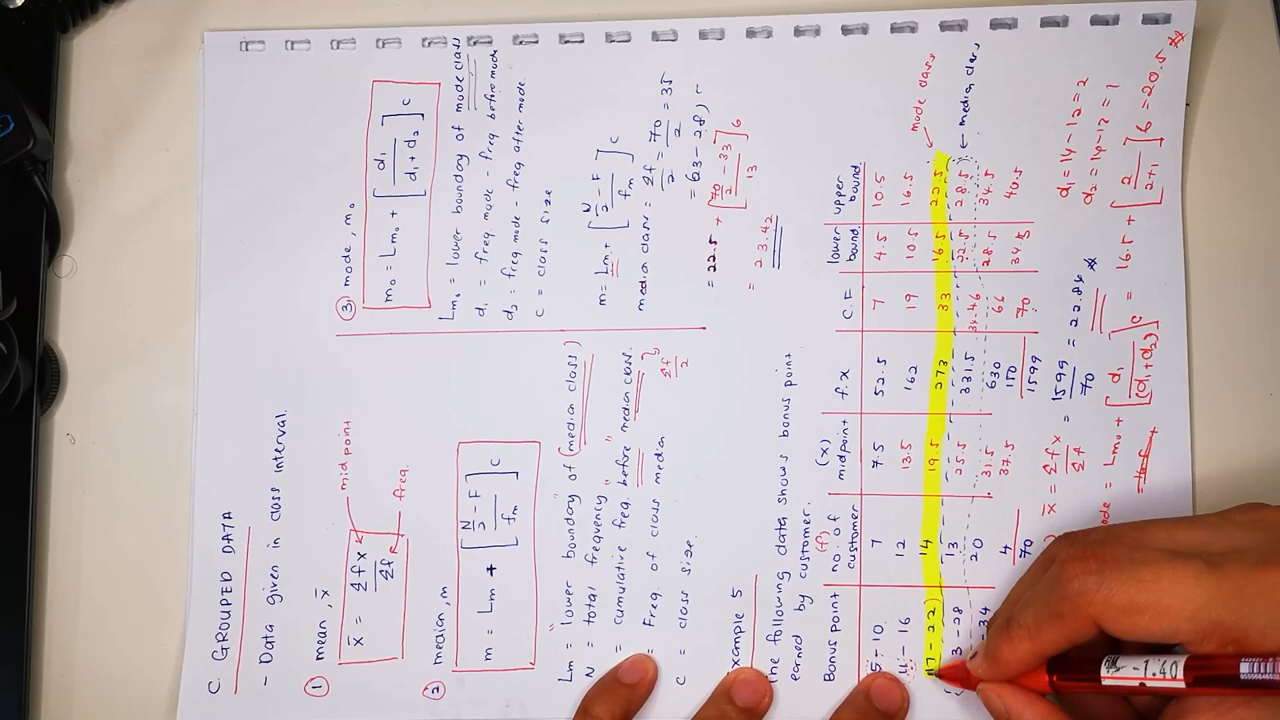 C. GROUPED DATA
- Data given in class interval.
① mean, x̄
x̄ = Σfx / Σf
mid point
freq.
② median, m
m = Lm + [ (N/2 - F) / fm ] c
Lm = "lower boundary" of (median class)
N = total frequency
= cumulative freq. "before" median class.
= Freq. of class median
C = class size.
Σf / 2
③ mode, mo
mo = Lmo + [ d1 / (d1 + d2) ] c
Lmo = lower boundary of mode class
d1 = freq mode - freq before mode
d2 = freq mode - freq after mode.
C = class size
m = Lm + [ (N/2 - F) / fm ] c
median class = Σf / 2 = 70 / 2 = 35
= 22.5 + [ (70/2 - 33) / 13 ] 6
= 23.42
xample 5
The following data shows bonus point
earned by customer.
Bonus point (f) no. of customer (x) midpoint f.x C.F lower bound upper bound
5 - 10 7 7.5 52.5 7 4.5 10.5
11 - 16 12 13.5 162 19 10.5 16.5
17 - 22 14 19.5 273 33 16.5 22.5 ← mode class
3 - 28 13 25.5 331.5 34-46 22.5 28.5 ← median class
- 34 20 31.5 630 66 28.5 34.5
4 37.5 150 70 34.5 40.5
70 1599
x̄ = Σfx / Σf = 1599 / 70 = 22.84
d1 = 14 - 12 = 2
d2 = 14 - 13 = 1
ode = Lmo + [ d1 / (d1 + d2) ] c = 16.5 + [ 2 / (2+1) ] 6 = 20.5
-1.40